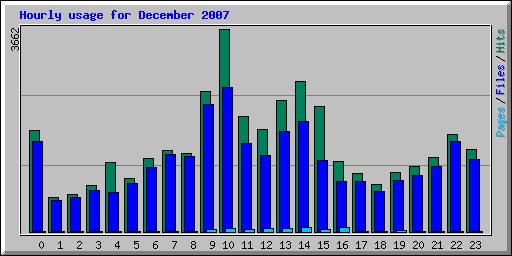 Hourly usage for December 2007
3662
Pages/Files/Hits
0 1 2 3 4 5 6 7 8 9 10 11 12 13 14 15 16 17 18 19 20 21 22 23